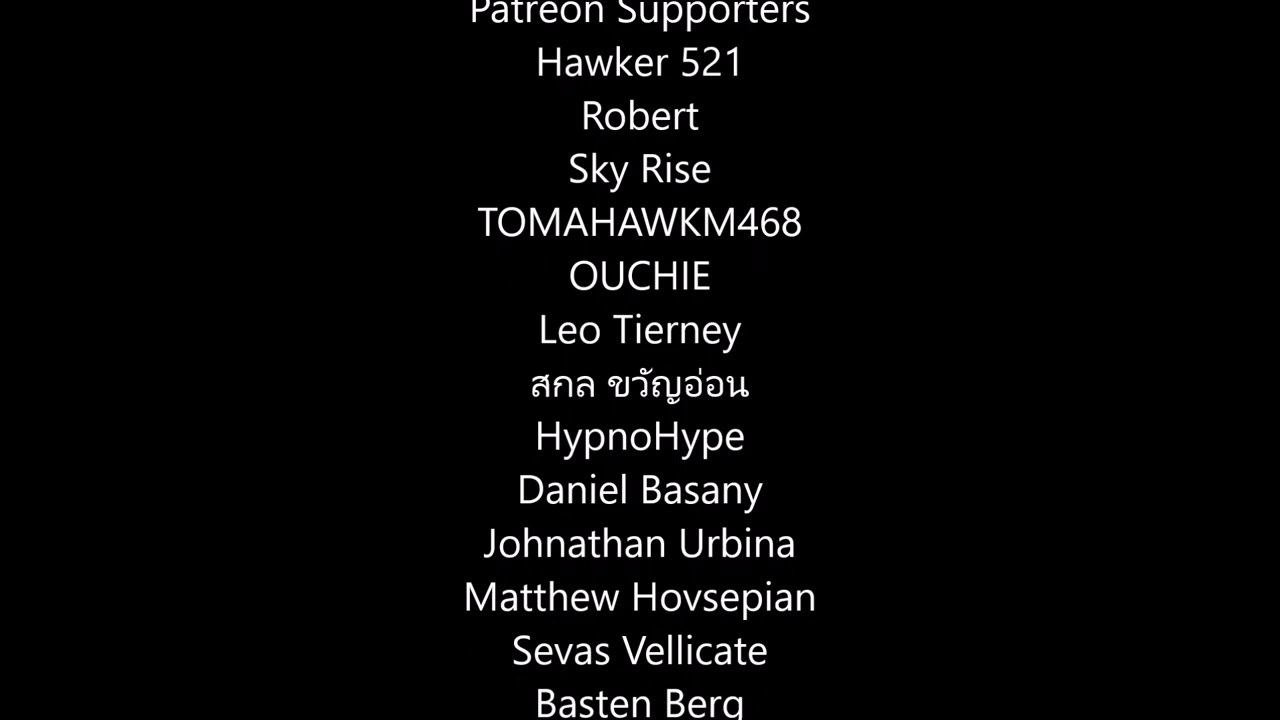 Patreon Supporters
Hawker 521
Robert
Sky Rise
TOMAHAWKM468
OUCHIE
Leo Tierney
สกล ขวัญอ่อน
HypnoHype
Daniel Basany
Johnathan Urbina
Matthew Hovsepian
Sevas Vellicate
Basten Berg